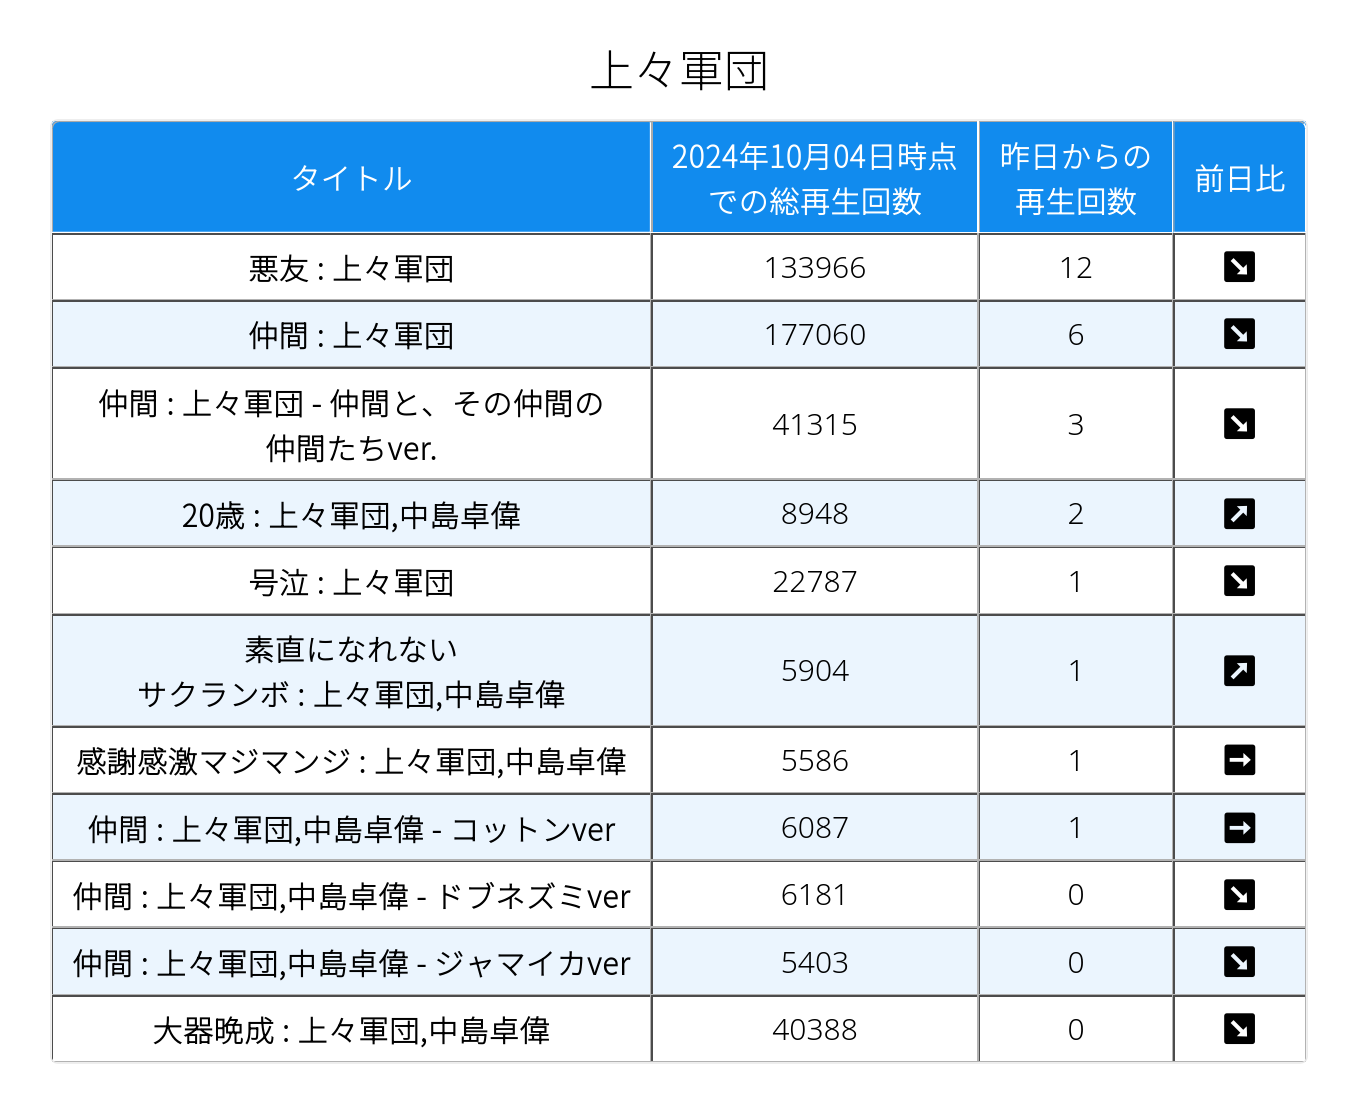 上々軍団
タイトル
2024年10月04日時点
での総再生回数
昨日からの
再生回数
前日比
悪友 : 上々軍団
133966
12
仲間 : 上々軍団
177060
6
仲間 : 上々軍団 - 仲間と、その仲間の
仲間たちver.
41315
3
20歳 : 上々軍団,中島卓偉
8948
2
号泣 : 上々軍団
22787
1
素直になれない
サクランボ : 上々軍団,中島卓偉
5904
1
感謝感激マジマンジ : 上々軍団,中島卓偉
5586
1
仲間 : 上々軍団,中島卓偉 - コットンver
6087
1
仲間 : 上々軍団,中島卓偉 - ドブネズミver
6181
0
仲間 : 上々軍団,中島卓偉 - ジャマイカver
5403
0
大器晩成 : 上々軍団,中島卓偉
40388
0